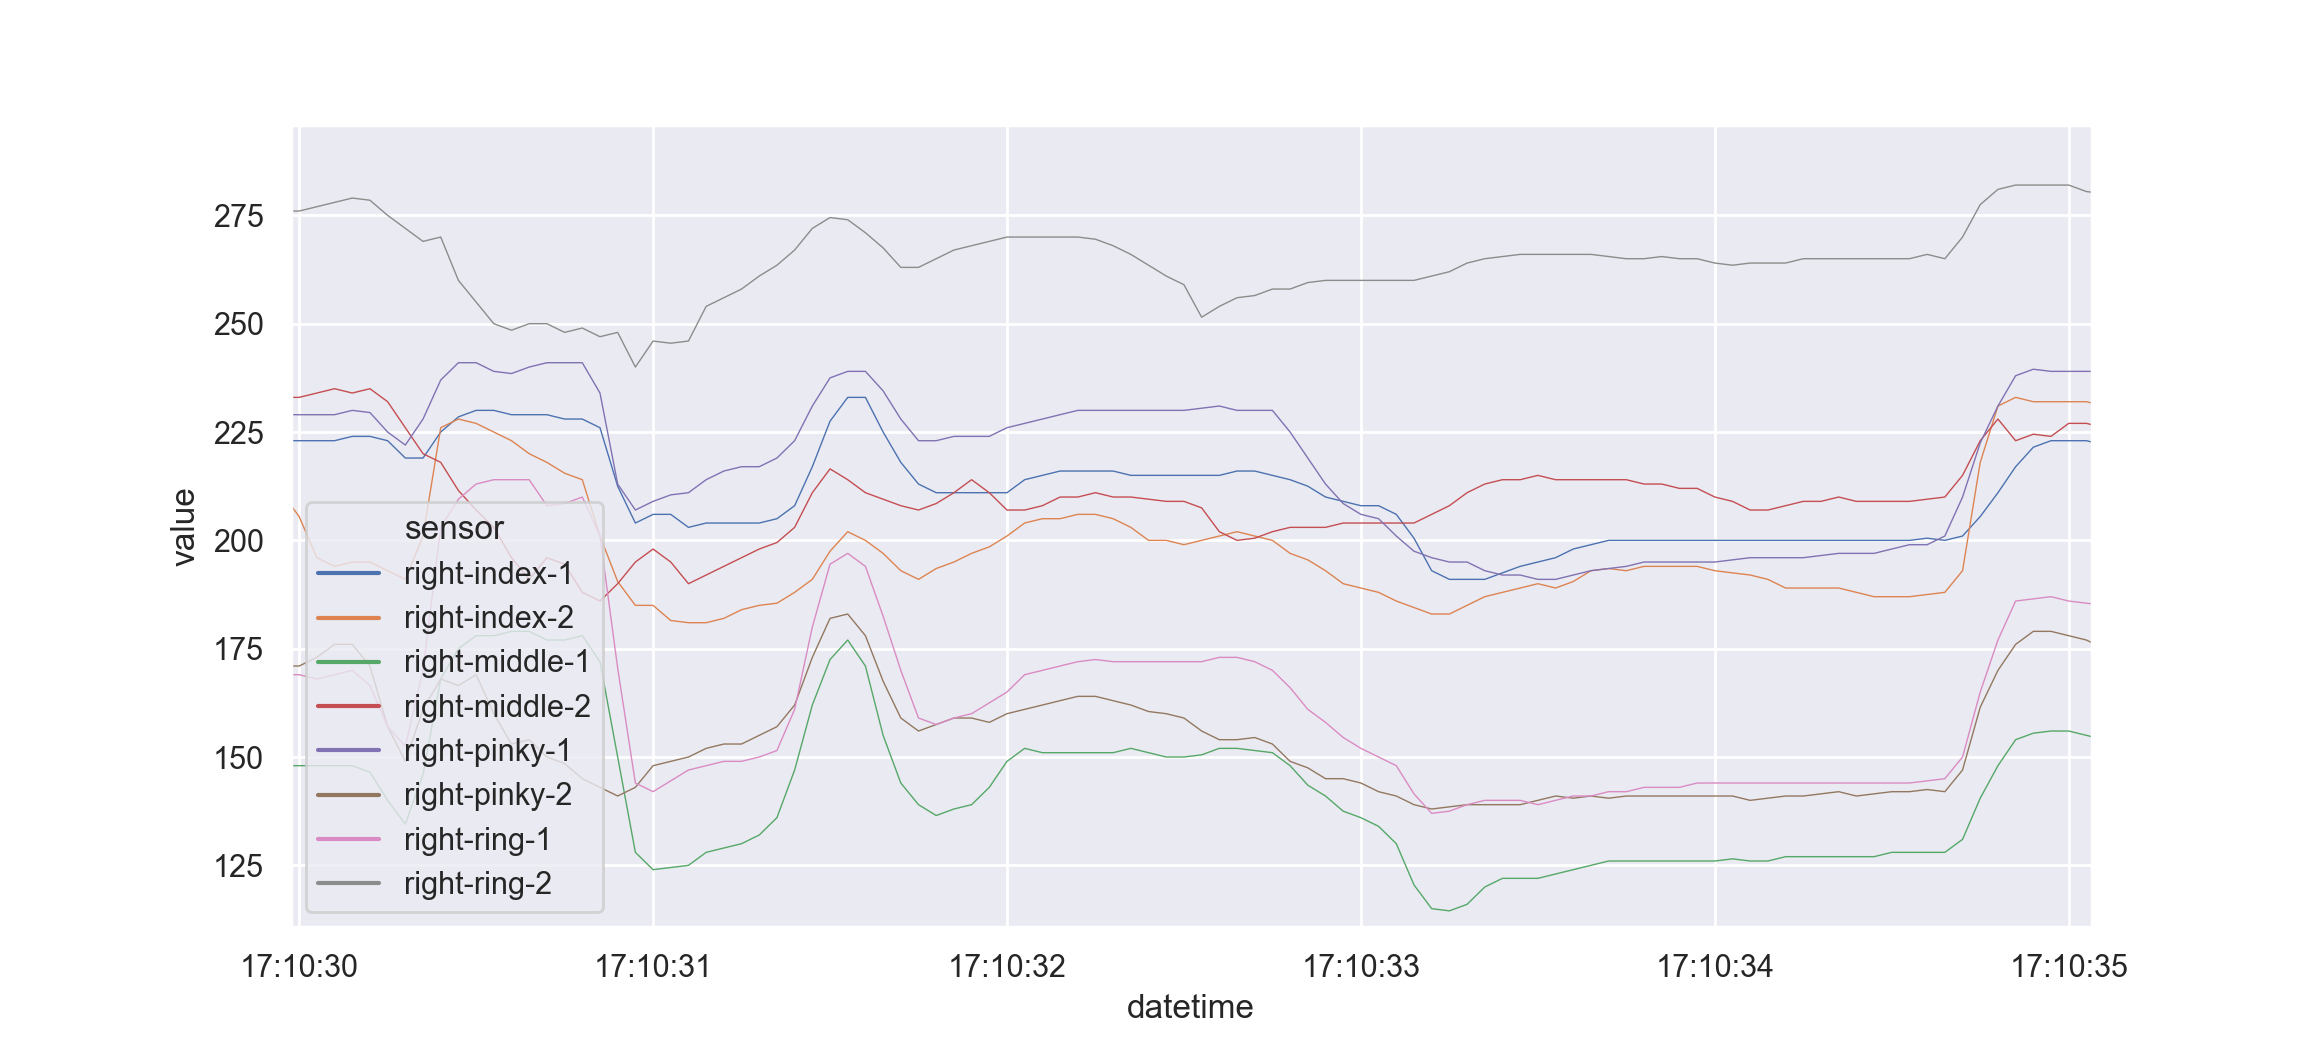 275
250
225
200
175
150
125
value
sensor
right-index-1
right-index-2
right-middle-1
right-middle-2
right-pinky-1
right-pinky-2
right-ring-1
right-ring-2
17:10:30 17:10:31 17:10:32 17:10:33 17:10:34 17:10:35
datetime